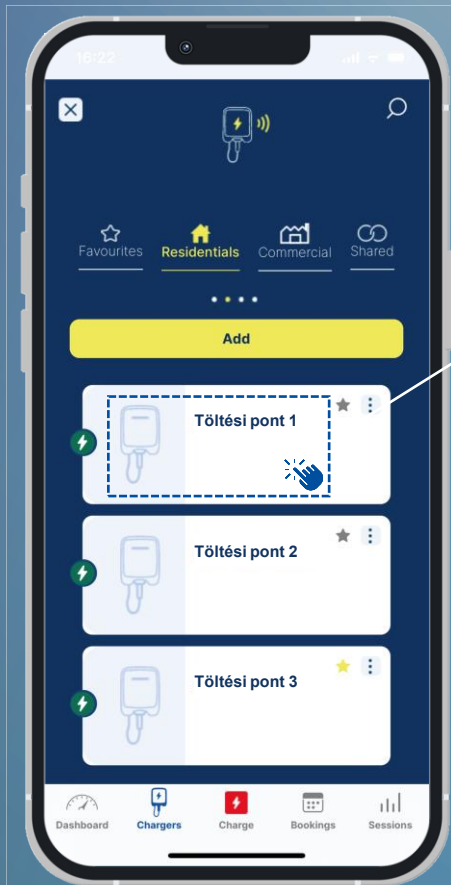 16:22
Favourites
Residentials
Commercial
Shared
Add
Töltési pont 1
Töltési pont 2
Töltési pont 3
Dashboard
Chargers
Charge
Bookings
Sessions